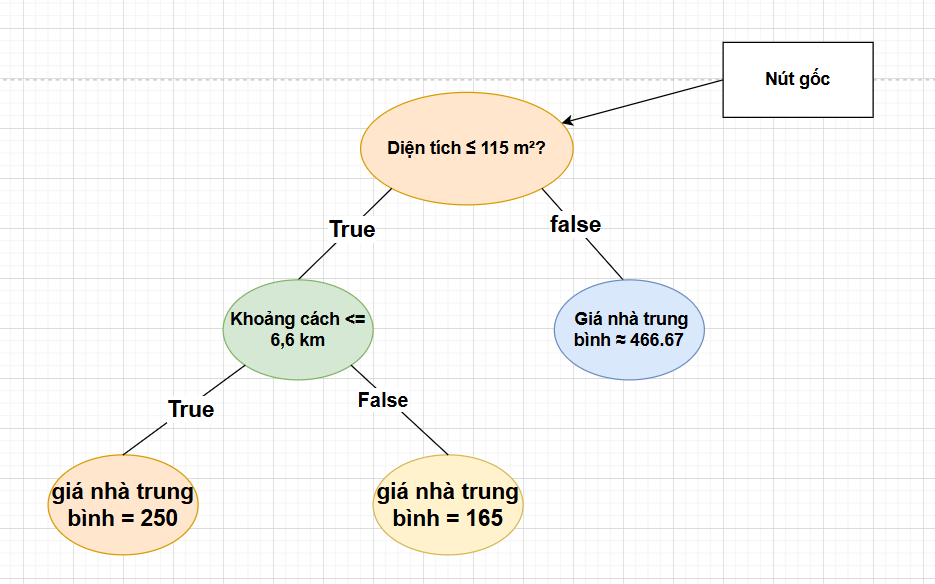 Nút gốc
Diện tích ≤ 115 m²?
True
false
Khoảng cách <=
6,6 km
Giá nhà trung
bình ≈ 466.67
True
False
giá nhà trung
bình = 250
giá nhà trung
bình = 165